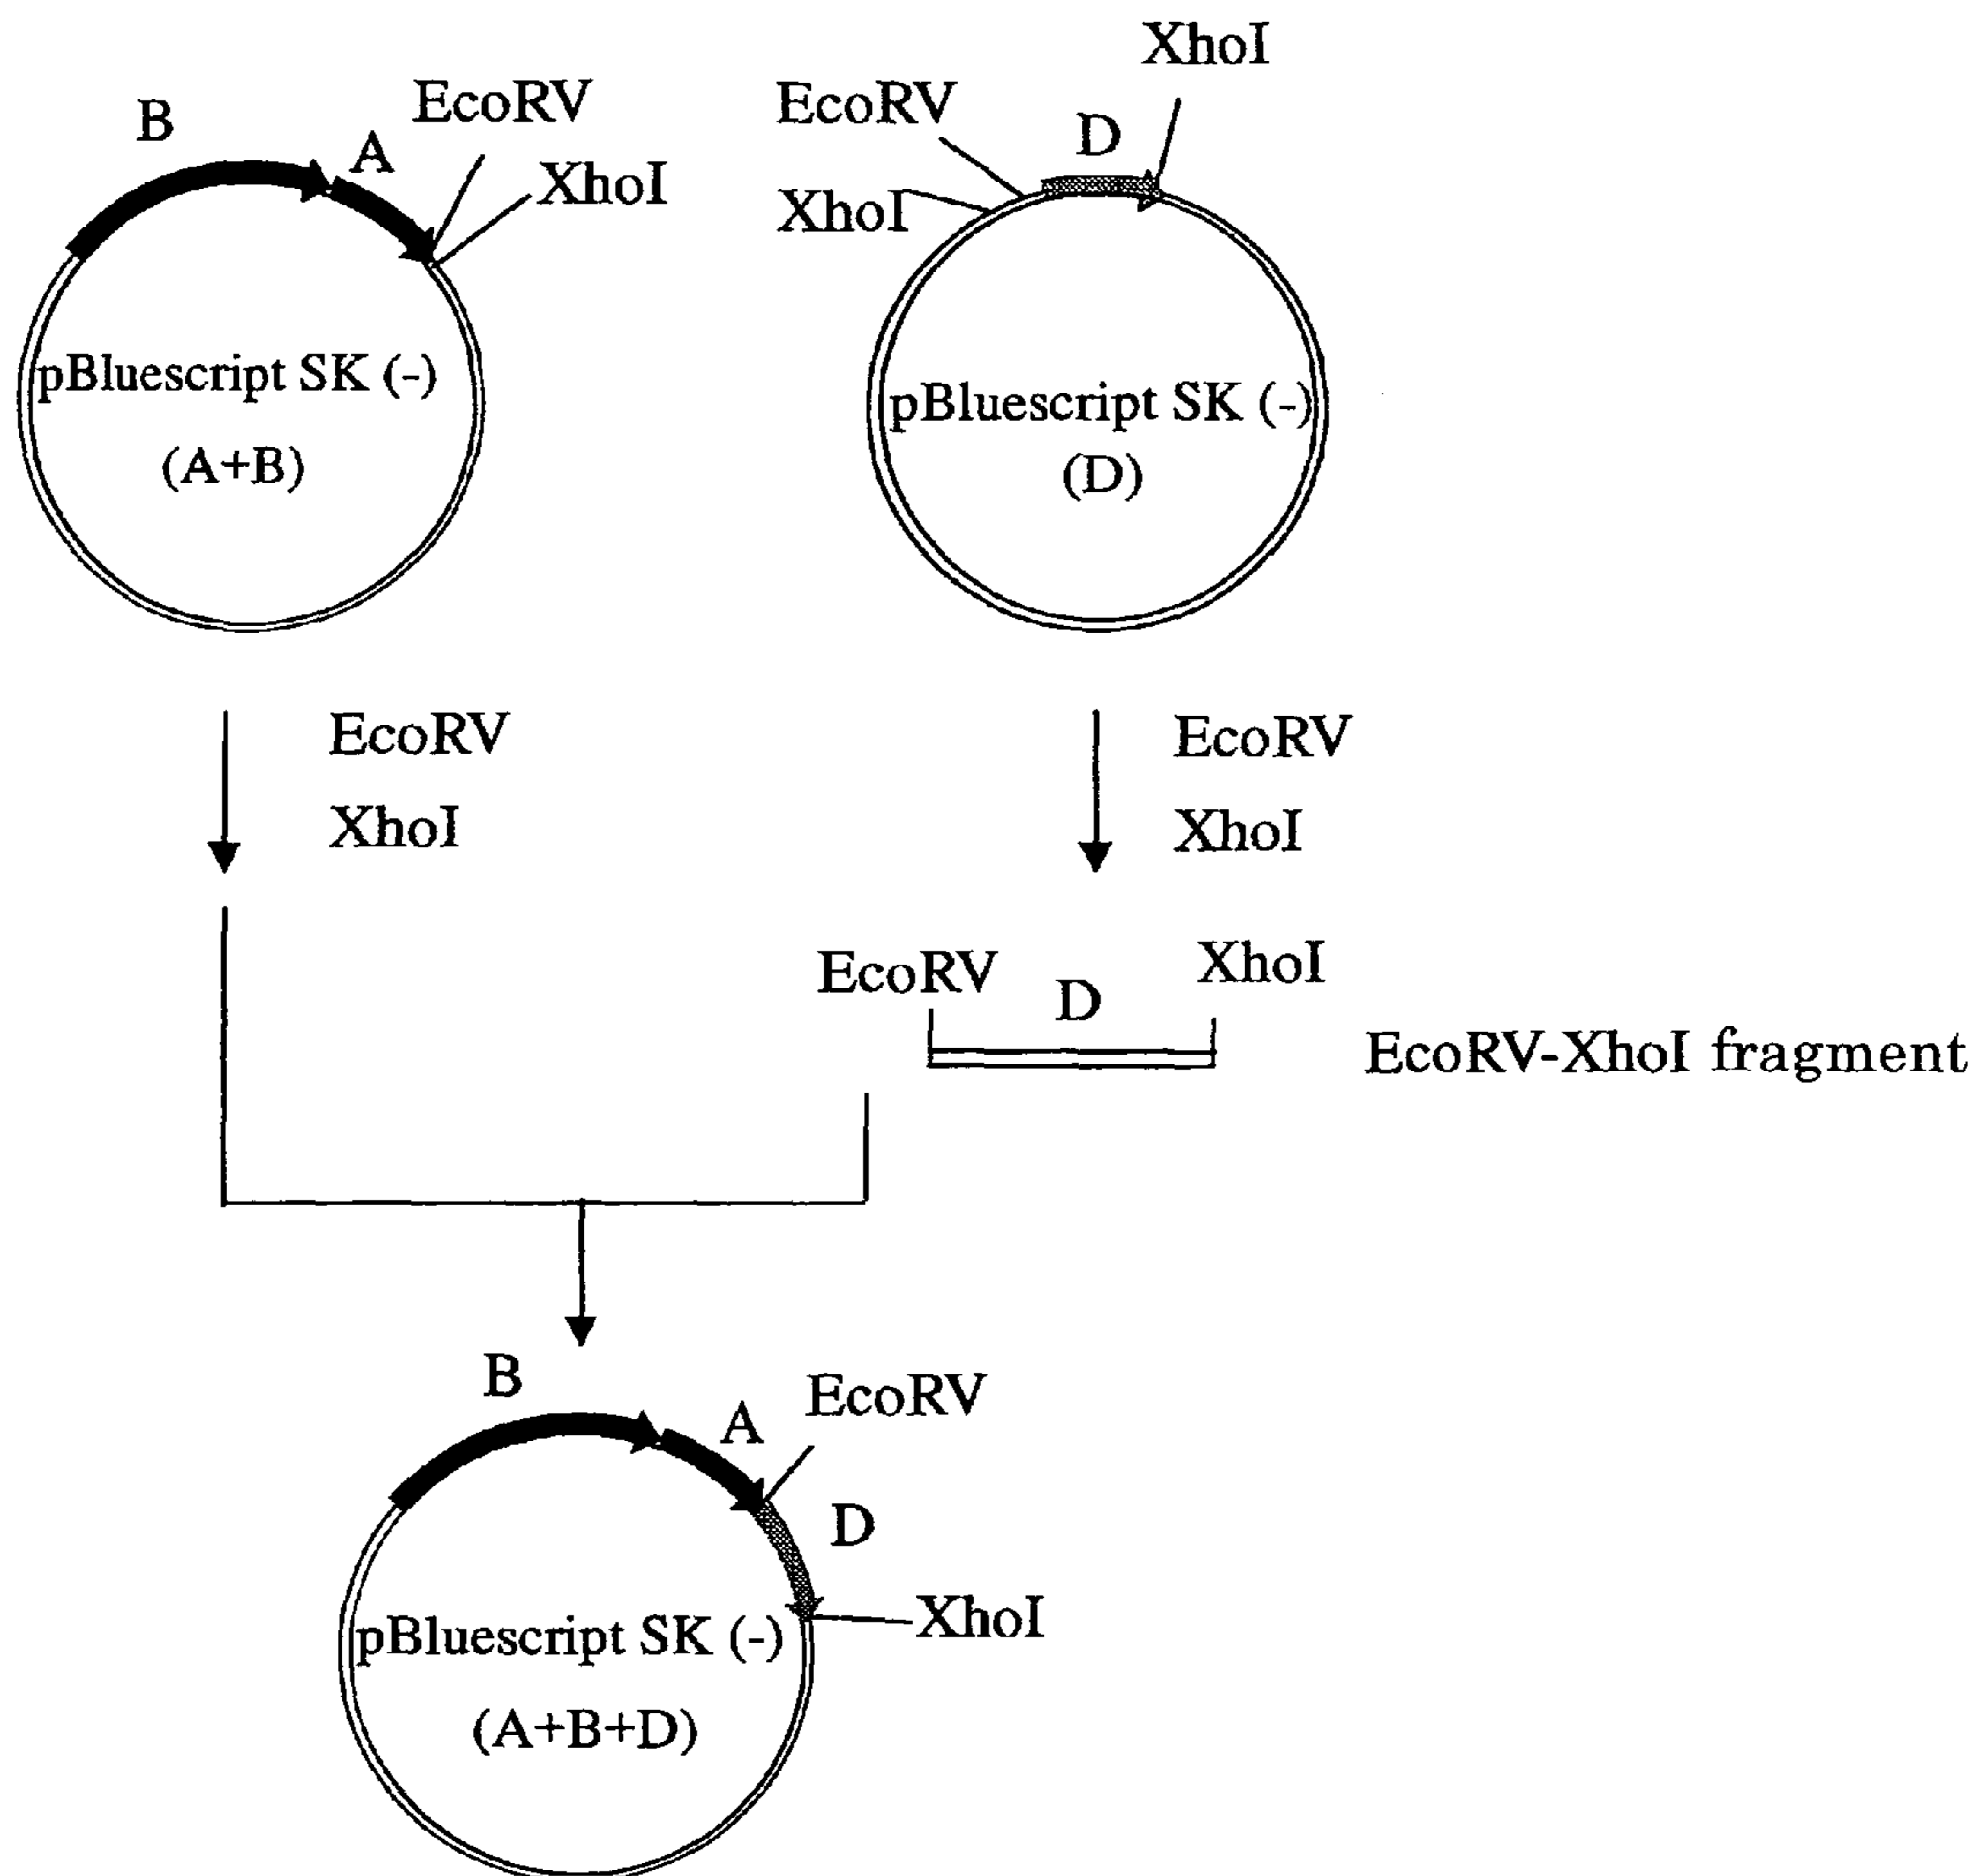 B
A
EcoRV
XhoI
pBluescript SK (-)
(A+B)
XhoI
EcoRV
D
XhoI
pBluescript SK (-)
(D)
EcoRV
XhoI
EcoRV
XhoI
EcoRV
D
XhoI
EcoRV-XhoI fragment
B
A
EcoRV
D
XhoI
pBluescript SK (-)
(A+B+D)